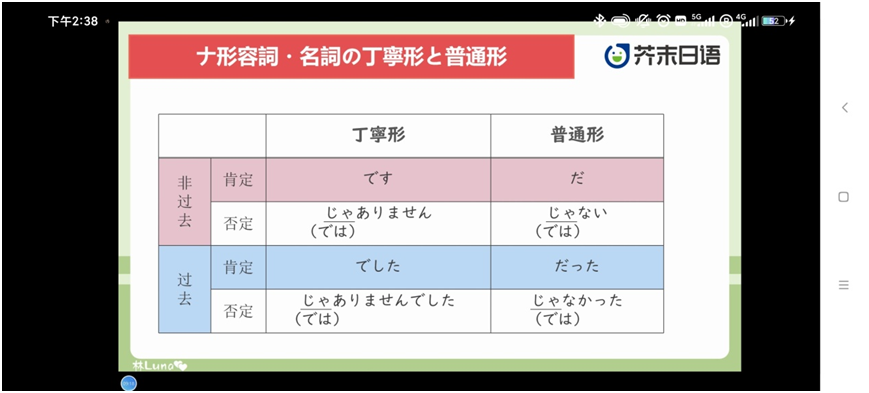 下午2:38
5G
4G
52
ナ形容詞・名詞の丁寧形と普通形
芥末日语
丁寧形
普通形
非过去
肯定
です
だ
否定
じゃありません
(では)
じゃない
(では)
过去
肯定
でした
だった
否定
じゃありませんでした
(では)
じゃなかった
(では)
林Luna